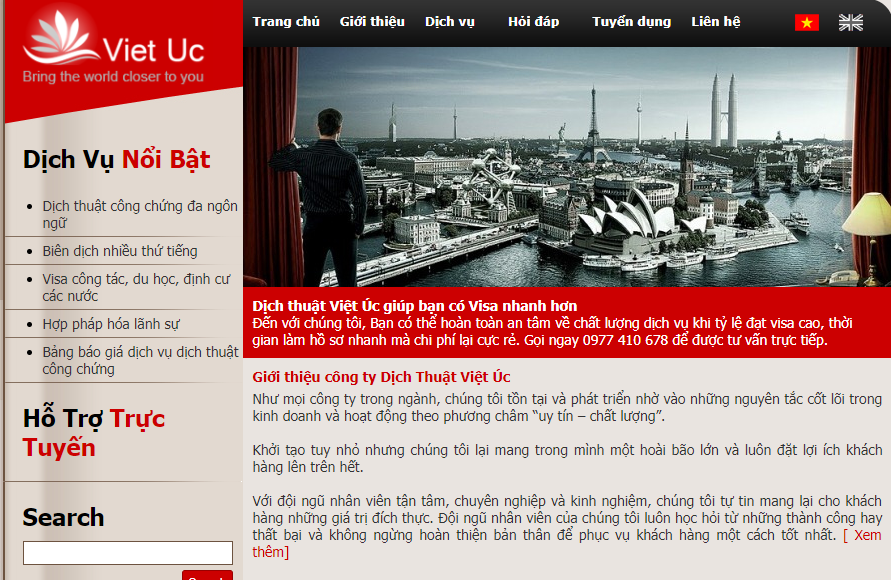 Viet Uc
Bring the world closer to you
Trang chủ Giới thiệu Dịch vụ Hỏi đáp Tuyển dụng Liên hệ
Dịch Vụ Nổi Bật
Dịch thuật công chứng đa ngôn
ngữ
Biên dịch nhiều thứ tiếng
Visa công tác, du học, định cư
các nước
Hợp pháp hóa lãnh sự
Bảng báo giá dịch vụ dịch thuật
công chứng
Hỗ Trợ Trực
Tuyến
Search
Dịch thuật Việt Úc giúp bạn có Visa nhanh hơn
Đến với chúng tôi, Bạn có thể hoàn toàn an tâm về chất lượng dịch vụ khi tỷ lệ đạt visa cao, thời
gian làm hồ sơ nhanh mà chi phí lại cực rẻ. Gọi ngay 0977 410 678 để được tư vấn trực tiếp.
Giới thiệu công ty Dịch Thuật Việt Úc
Như mọi công ty trong ngành, chúng tôi tồn tại và phát triển nhờ vào những nguyên tắc cốt lõi trong
kinh doanh và hoạt động theo phương châm “uy tín – chất lượng”.
Khởi tạo tuy nhỏ nhưng chúng tôi lại mang trong mình một hoài bão lớn và luôn đặt lợi ích khách
hàng lên trên hết.
Với đội ngũ nhân viên tận tâm, chuyên nghiệp và kinh nghiệm, chúng tôi tự tin mang lại cho khách
hàng những giá trị đích thực. Đội ngũ nhân viên của chúng tôi luôn học hỏi từ những thành công hay
thất bại và không ngừng hoàn thiện bản thân để phục vụ khách hàng một cách tốt nhất. [ Xem
thêm]